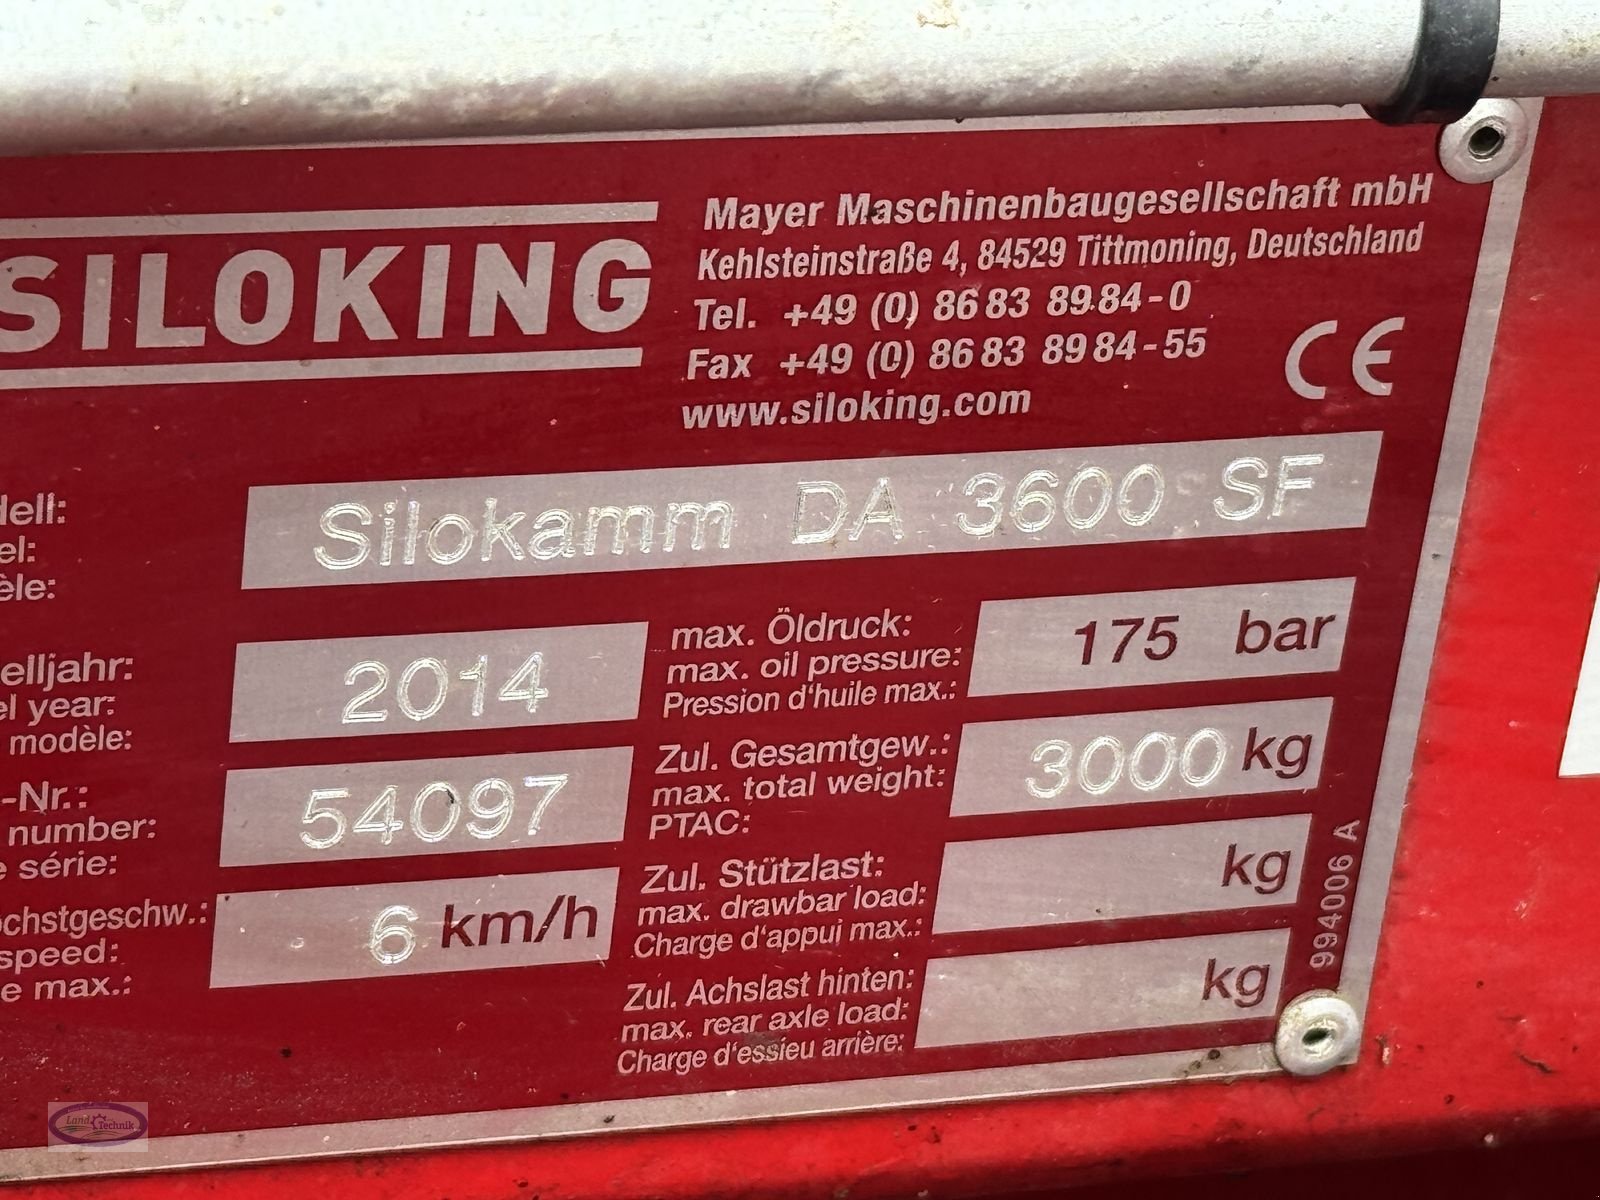 SILOKING
Mayer Maschinenbaugesellschaft mbH
Kehlsteinstraße 4, 84529 Tittmoning, Deutschland
Tel. +49 (0) 86 83 89 84-0
Fax +49 (0) 86 83 89 84-55
www.siloking.com
CE
dell:
el:
èle:
Silokamm DA 3600 SF
elljahr:
el year:
modèle:
2014
max. Öldruck:
max. oil pressure:
Pression d'huile max.:
175 bar
-Nr.:
number:
e série:
54097
Zul. Gesamtgew.:
max. total weight:
PTAC:
3000 kg
öchstgeschw.:
speed:
e max.:
6 km/h
Zul. Stützlast:
max. drawbar load:
Charge d'appui max.:
kg
Zul. Achslast hinten:
max. rear axle load:
Charge d'essieu arrière:
kg
994006 A
Land Technik